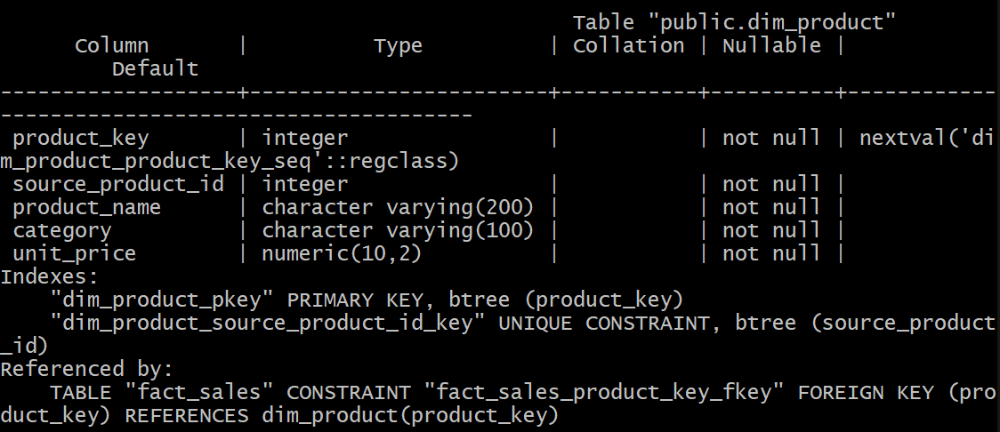 Table "public.dim_product"
      Column       |          Type          | Collation | Nullable |
         Default
-------------------+------------------------+-----------+----------+------------
--------------------------------------
 product_key       | integer                |           | not null | nextval('di
m_product_product_key_seq'::regclass)
 source_product_id | integer                |           | not null |
 product_name      | character varying(200) |           | not null |
 category          | character varying(100) |           | not null |
 unit_price        | numeric(10,2)          |           | not null |
Indexes:
    "dim_product_pkey" PRIMARY KEY, btree (product_key)
    "dim_product_source_product_id_key" UNIQUE CONSTRAINT, btree (source_product
_id)
Referenced by:
    TABLE "fact_sales" CONSTRAINT "fact_sales_product_key_fkey" FOREIGN KEY (pro
duct_key) REFERENCES dim_product(product_key)